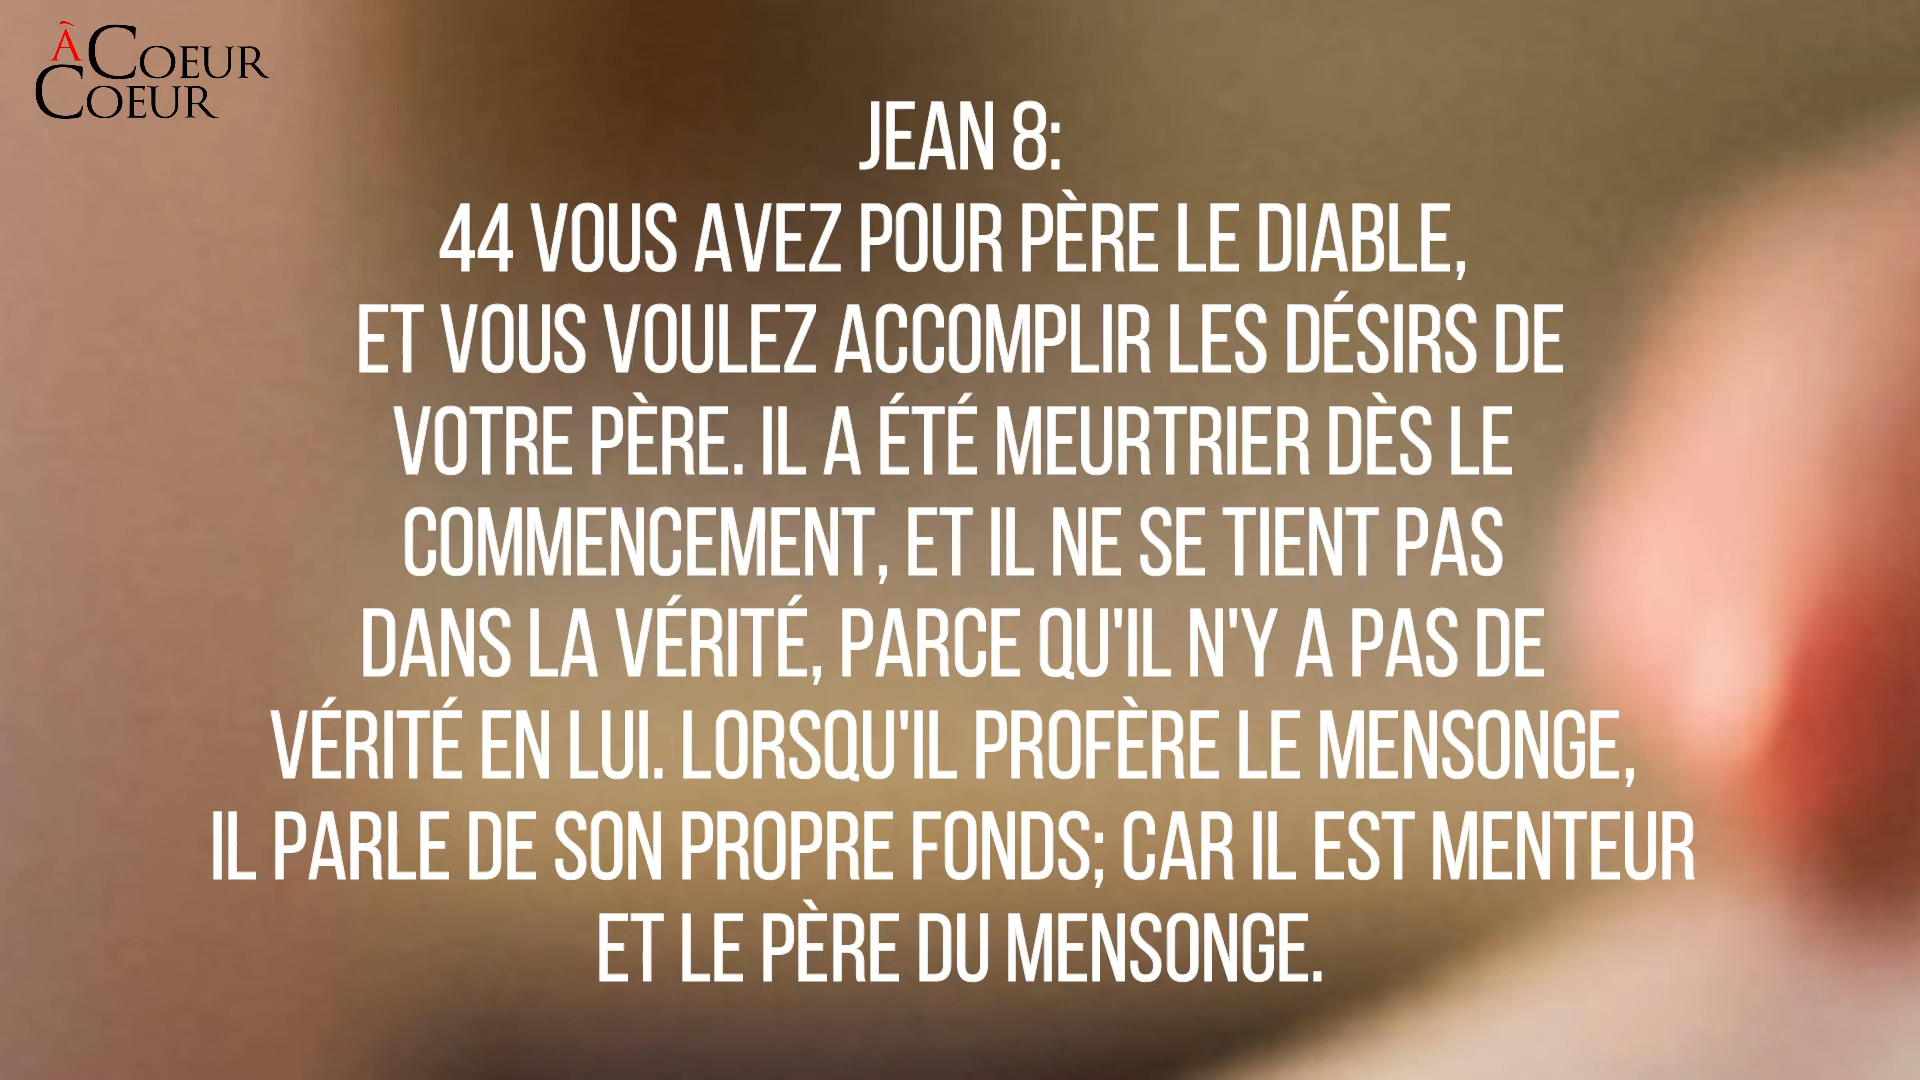 Â COEUR
COEUR
JEAN 8:
44 VOUS AVEZ POUR PÈRE LE DIABLE,
ET VOUS VOULEZ ACCOMPLIR LES DÉSIRS DE
VOTRE PÈRE. IL A ÉTÉ MEURTRIER DÈS LE
COMMENCEMENT, ET IL NE SE TIENT PAS
DANS LA VÉRITÉ, PARCE QU'IL N'Y A PAS DE
VÉRITÉ EN LUI. LORSQU'IL PROFÈRE LE MENSONGE,
IL PARLE DE SON PROPRE FONDS; CAR IL EST MENTEUR
ET LE PÈRE DU MENSONGE.